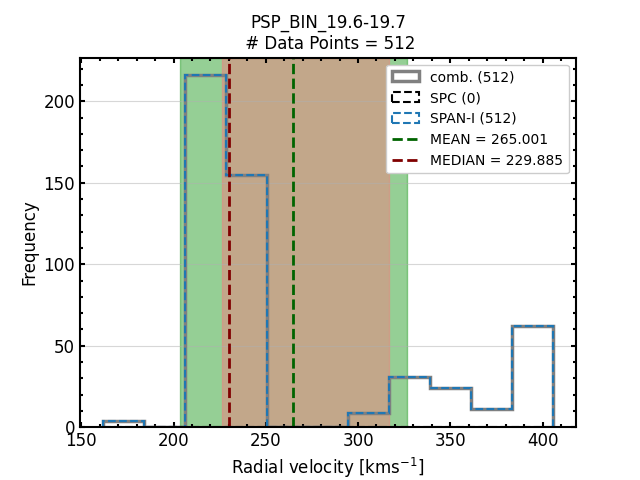 PSP_BIN_19.6-19.7
# Data Points = 512
comb. (512)
SPC (0)
SPAN-I (512)
MEAN = 265.001
MEDIAN = 229.885
Frequency
200
150
100
50
0
150 200 250 300 350 400
Radial velocity [kms⁻¹]